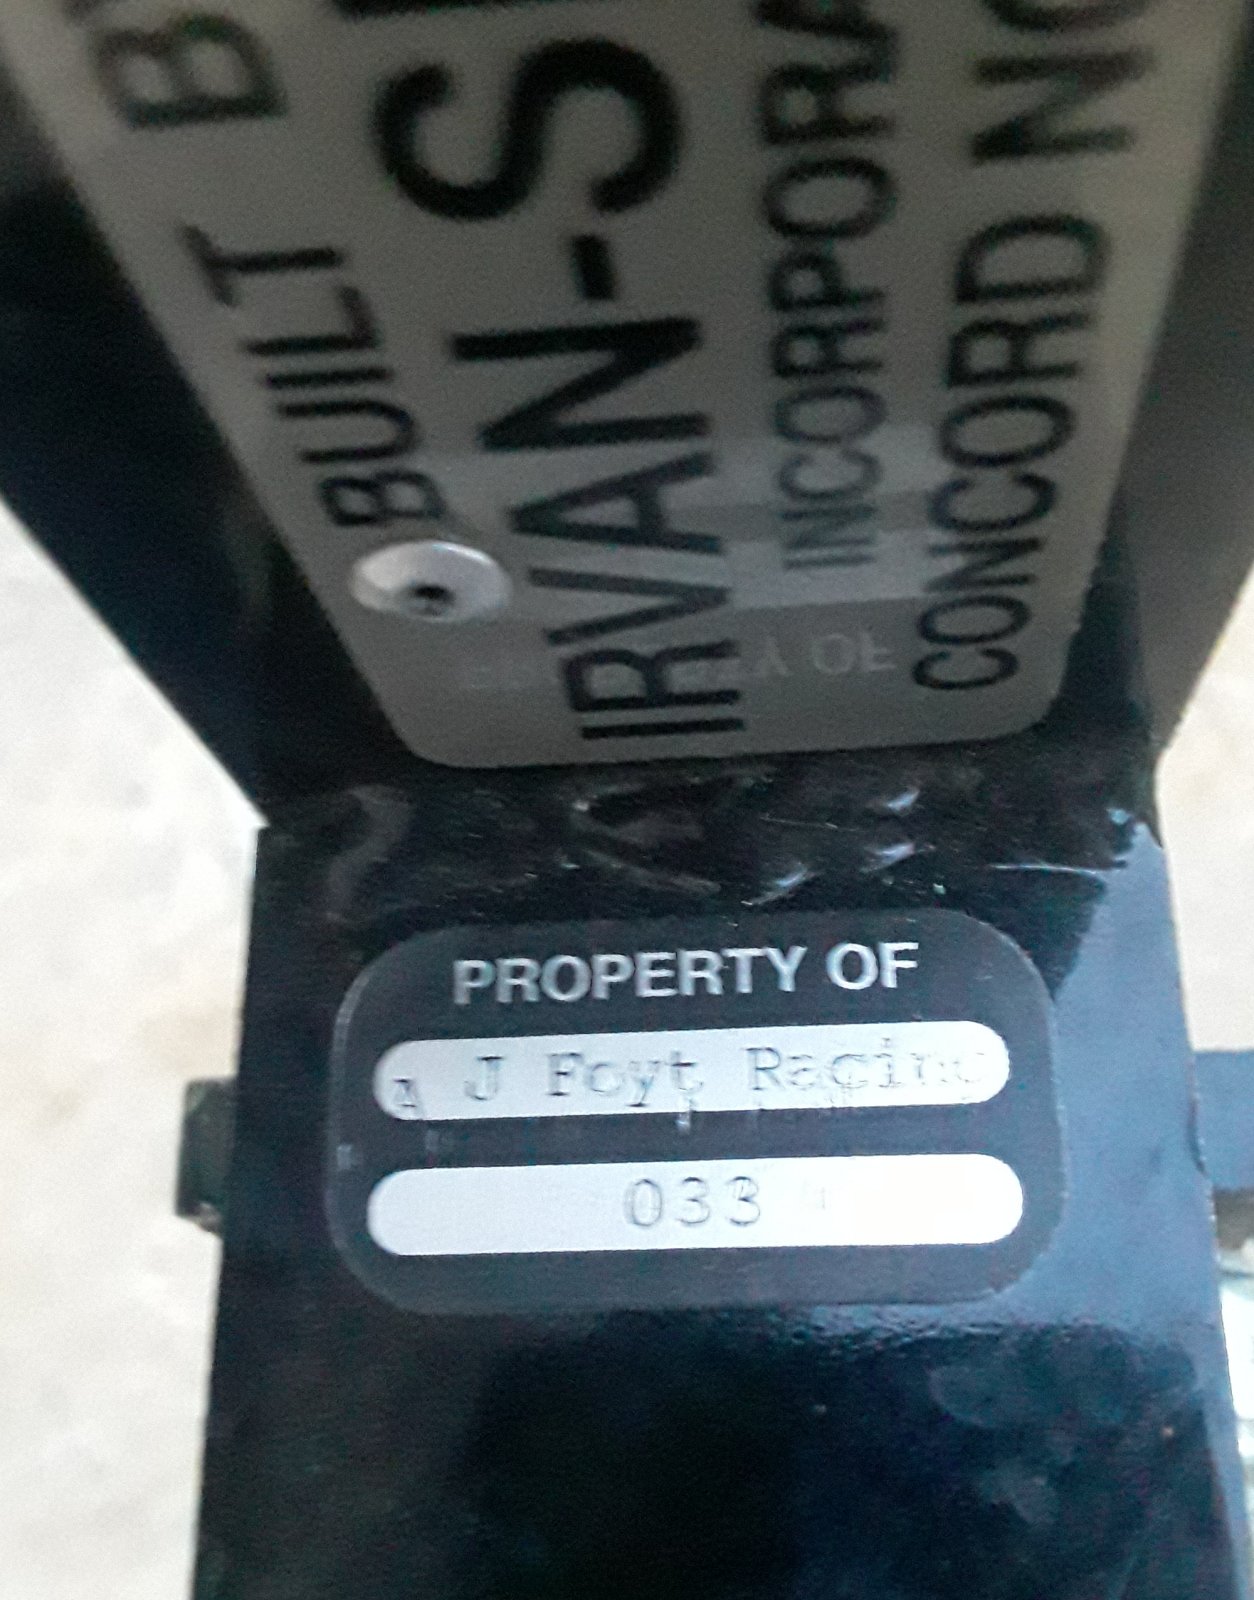 BUILT B
IRVAN-S
INCORPORA
CONCORD NC
PROPERTY OF
A J Foyt Racing
033